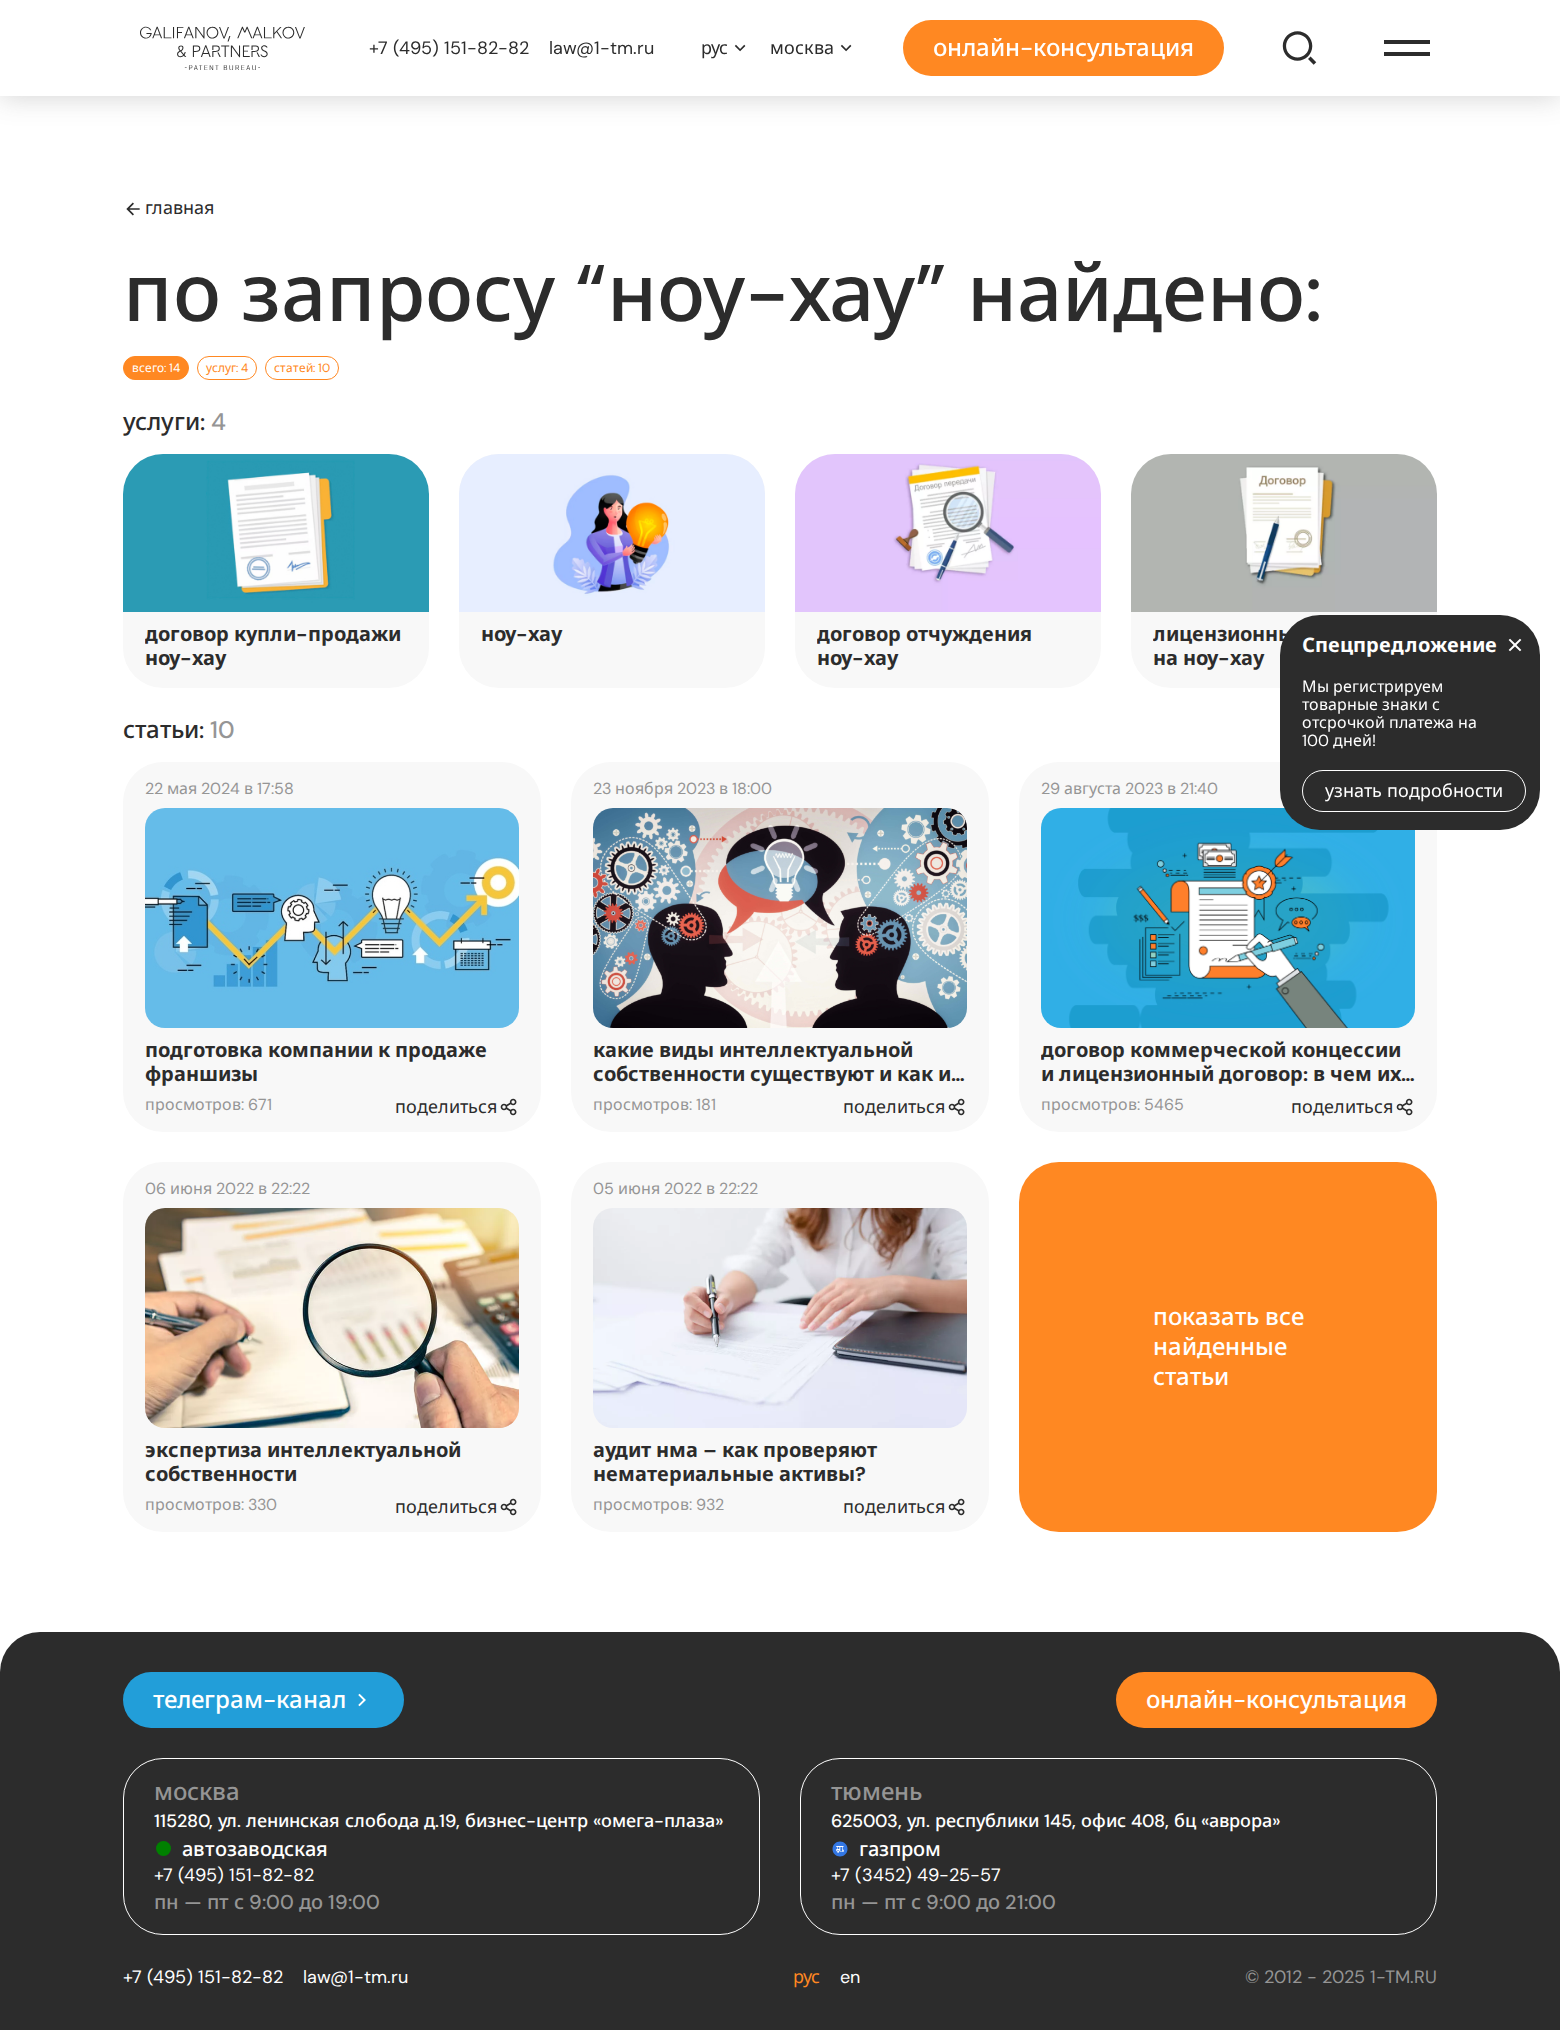 GALIFANOV, MALKOV
& PARTNERS
-PATENT BUREAU-
+7 (495) 151-82-82 law@1-tm.ru рус москва онлайн-консультация
главная
по запросу “ноу-хау” найдено:
всего: 14 услуг: 4 статей: 10
услуги: 4
Договор передачи
Договор
договор купли-продажи
ноу-хау
ноу-хау
договор отчуждения
ноу-хау
на ноу-хау
Спецпредложение
Мы регистрируем
товарные знаки с
отсрочкой платежа на
100 дней!
узнать подробности
статьи: 10
22 мая 2024 в 17:58
подготовка компании к продаже
франшизы
просмотров: 671 поделиться
23 ноября 2023 в 18:00
какие виды интеллектуальной
собственности существуют и как и...
просмотров: 181 поделиться
29 августа 2023 в 21:40
$$$
договор коммерческой концессии
и лицензионный договор: в чем их...
просмотров: 5465 поделиться
06 июня 2022 в 22:22
экспертиза интеллектуальной
собственности
просмотров: 330 поделиться
05 июня 2022 в 22:22
аудит нма – как проверяют
нематериальные активы?
просмотров: 932 поделиться
показать все
найденные
статьи
телеграм-канал
онлайн-консультация
москва
115280, ул. ленинская слобода д.19, бизнес-центр «омега-плаза»
автозаводская
+7 (495) 151-82-82
пн — пт с 9:00 до 19:00
тюмень
625003, ул. республики 145, офис 408, бц «аврора»
газпром
+7 (3452) 49-25-57
пн — пт с 9:00 до 21:00
+7 (495) 151-82-82 law@1-tm.ru рус en © 2012 - 2025 1-TM.RU